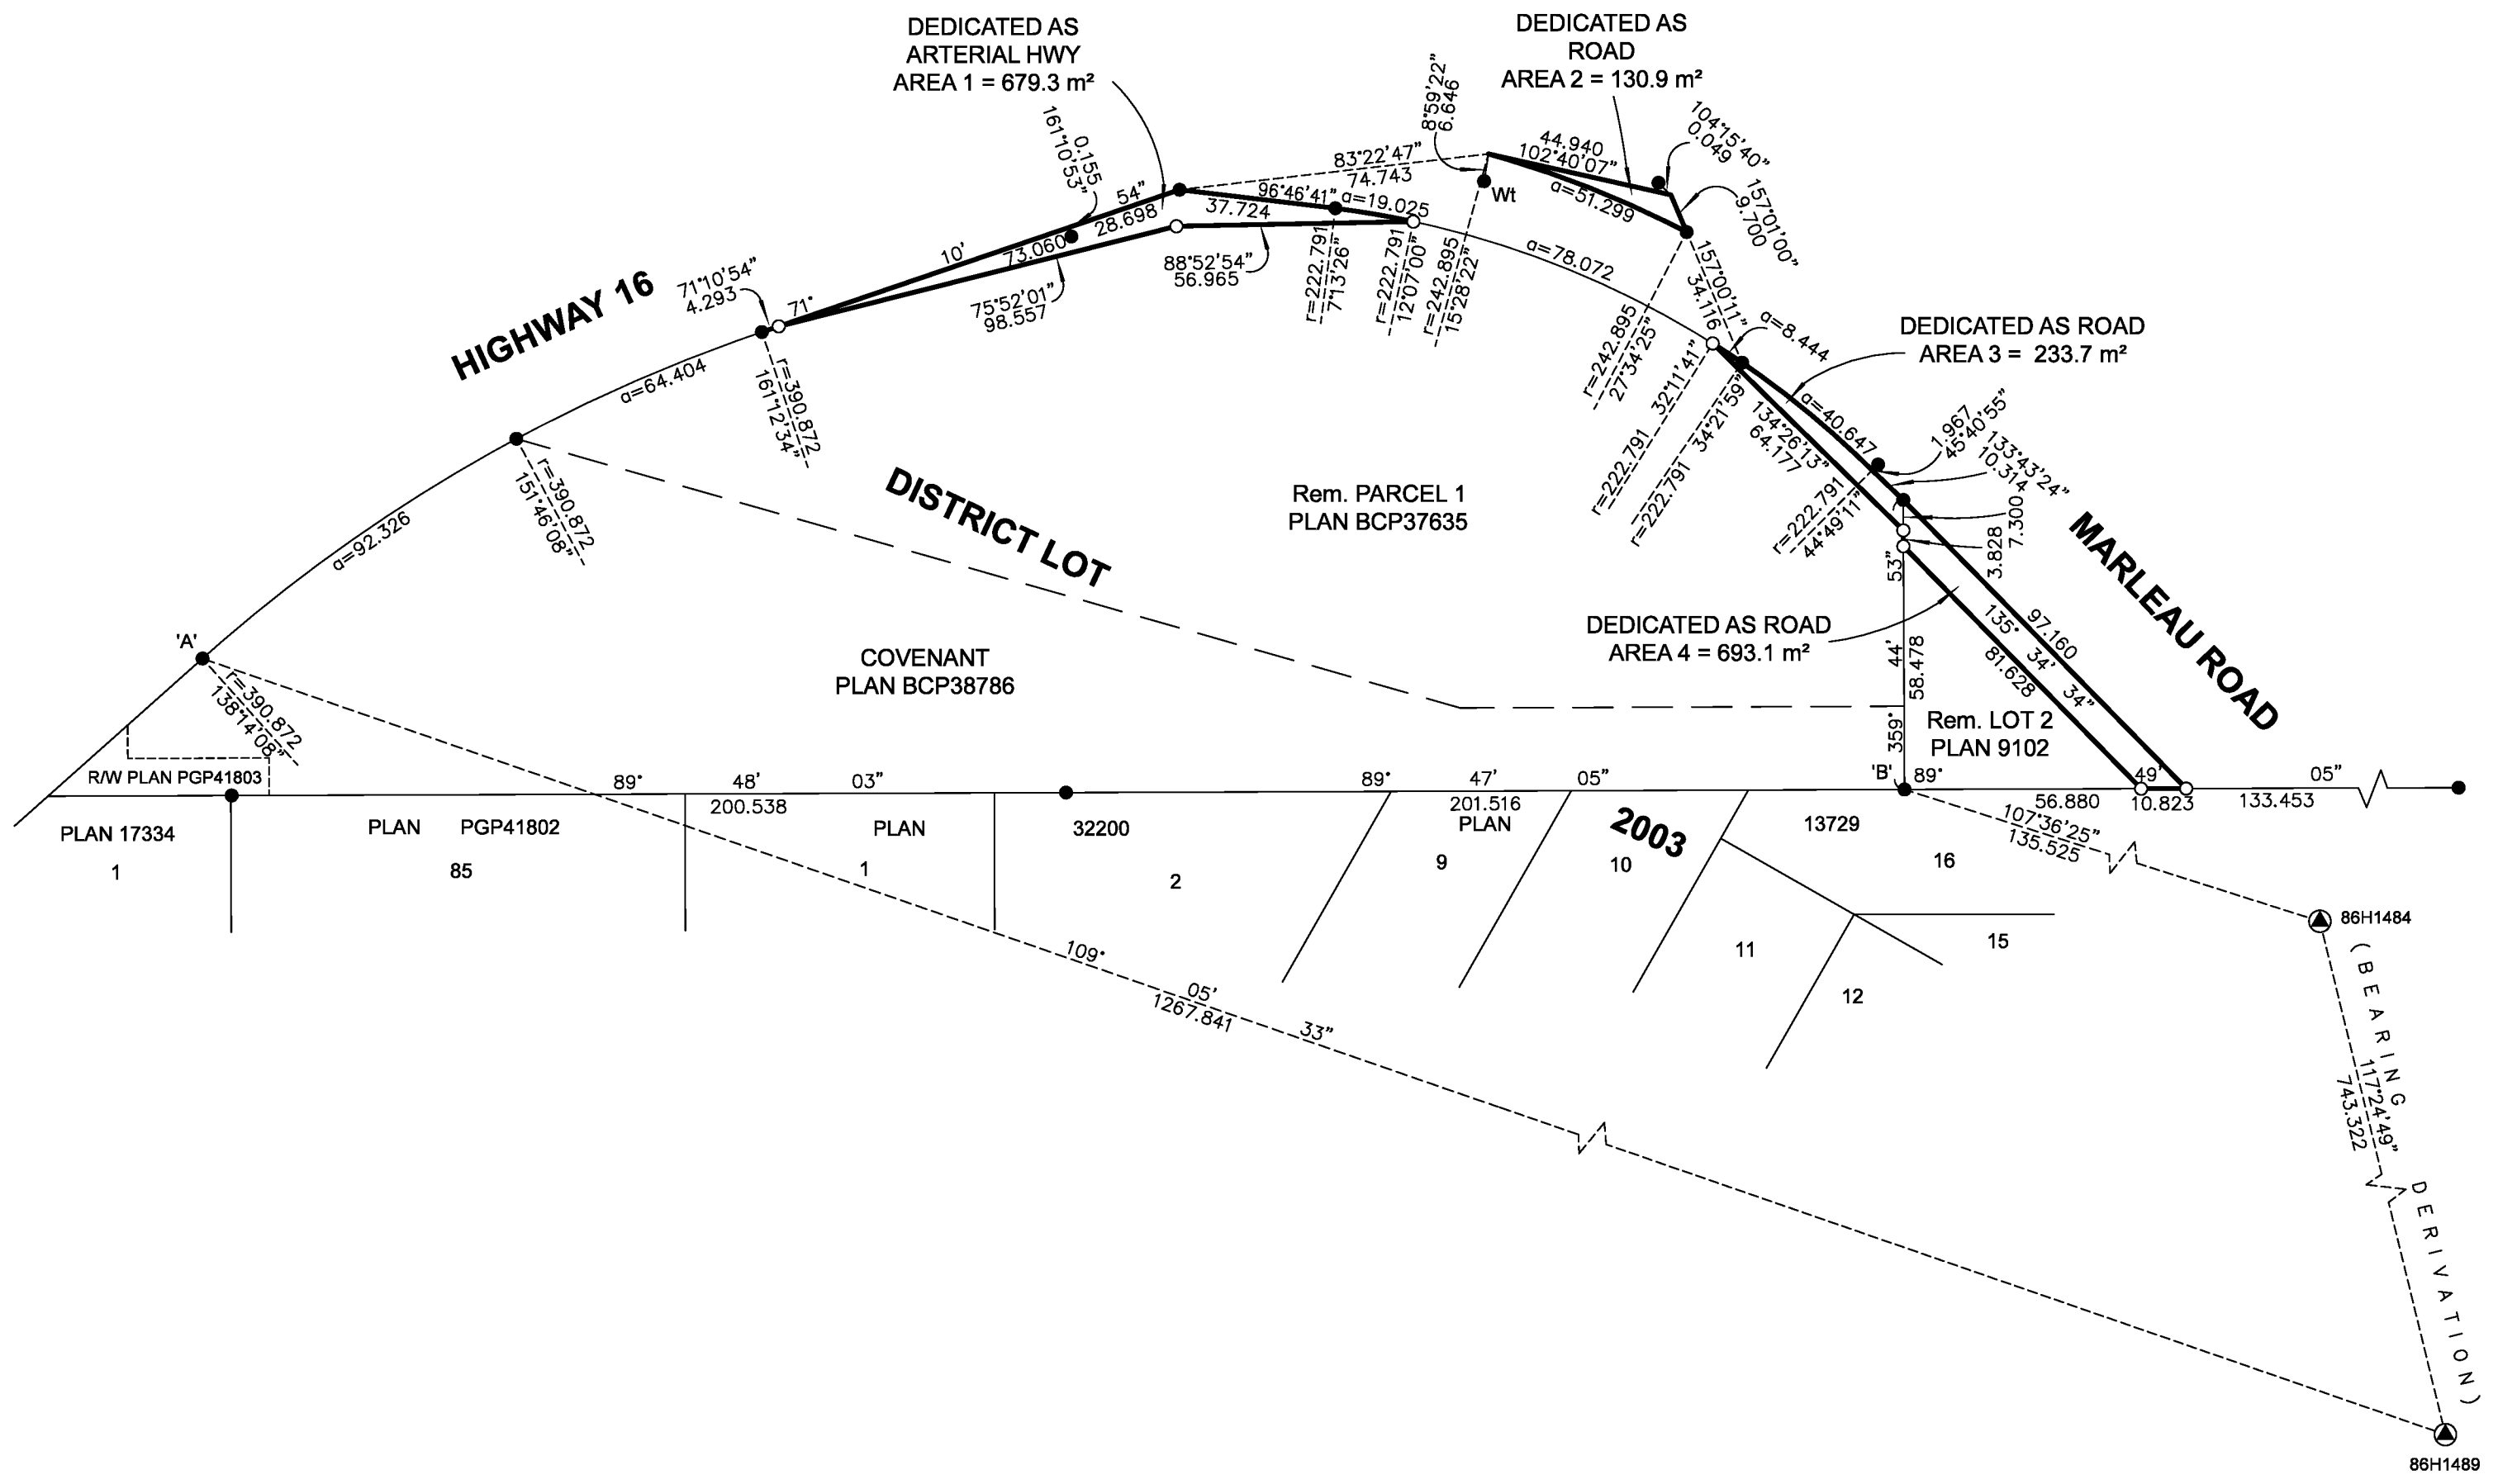 DEDICATED AS
ARTERIAL HWY
AREA 1 = 679.3 m²
DEDICATED AS
ROAD
AREA 2 = 130.9 m²
8°59'22"
6.646
104°15'40"
0.049
161°10'53"
0.155
83°22'47"
74.743
44.940
102°40'07"
a=51.299
157°01'00"
9.700
Wt
54"
28.698
10'
73.060
96°46'41"
37.724
a=19.025
71°10'54"
4.293
71°
75°52'01"
98.557
88°52'54"
56.965
r=222.791
7°13'26"
r=222.791
12°07'00"
r=242.895
15°28'22"
a=78.072
r=242.895
27°34'25"
157°00'11"
34.116
a=8.444
HIGHWAY 16
a=64.404
r=390.872
161°12'34"
DEDICATED AS ROAD
AREA 3 =  233.7 m²
a=40.647
134°26'13"
64.177
r=222.791  32°11'41"
r=222.791  34°21'59"
1.967
45°40'55"
133°43'24"
10.314
r=222.791
44°49'11"
7.300
3.828
r=390.872
151°46'08"
a=92.326
DISTRICT LOT
Rem. PARCEL 1
PLAN BCP37635
MARLEAU ROAD
53"
44'
58.478
359°
DEDICATED AS ROAD
AREA 4 = 693.1 m²
97.160
135° 34' 34"
81.628
'A'
r=390.872
138°14'08"
COVENANT
PLAN BCP38786
Rem. LOT 2
PLAN 9102
R/W PLAN PGP41803
89° 48' 03"
200.538
89° 47' 05"
201.516
'B'
89° 49' 05"
56.880
10.823
133.453
107°36'25"
135.525
PLAN 17334
1
PLAN PGP41802
85
PLAN 32200
1
2
PLAN 13729
9
10
2003
16
11
15
12
109° 05' 33"
1267.841
86H1484
(BEARING DERIVATION)
117°24'49"
743.322
86H1489